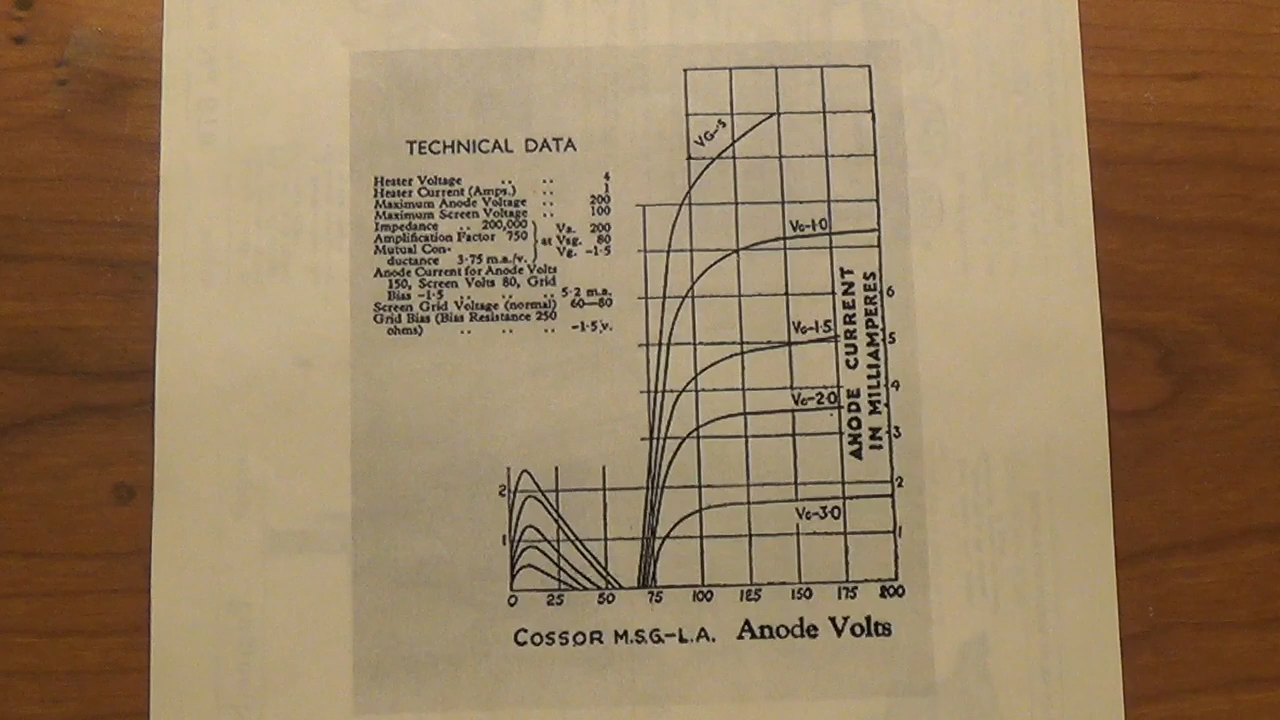 TECHNICAL DATA
Heater Voltage .. .. 4
Heater Current (Amps.) .. 1
Maximum Anode Voltage .. 200
Maximum Screen Voltage .. 100
Impedance .. 200,000 } Va. 200
Amplification Factor 750 } at Vsg. 80
Mutual Con- } Vg. -1·5
ductance 3·75 m.a./v.
Anode Current for Anode Volts
150, Screen Volts 80, Grid
Bias -1·5 .. .. .. 5·2 m.a.
Screen Grid Voltage (normal) 60—80
Grid Bias (Bias Resistance 250
ohms) .. .. .. -1·5 v.
VG-·5
VG-1·0
VG-1·5
VG-2·0
VG-3·0
ANODE CURRENT
IN MILLIAMPERES
6
5
4
3
2
1
2
1
0 25 50 75 100 125 150 175 200
COSSOR M.S.G.-L.A. Anode Volts